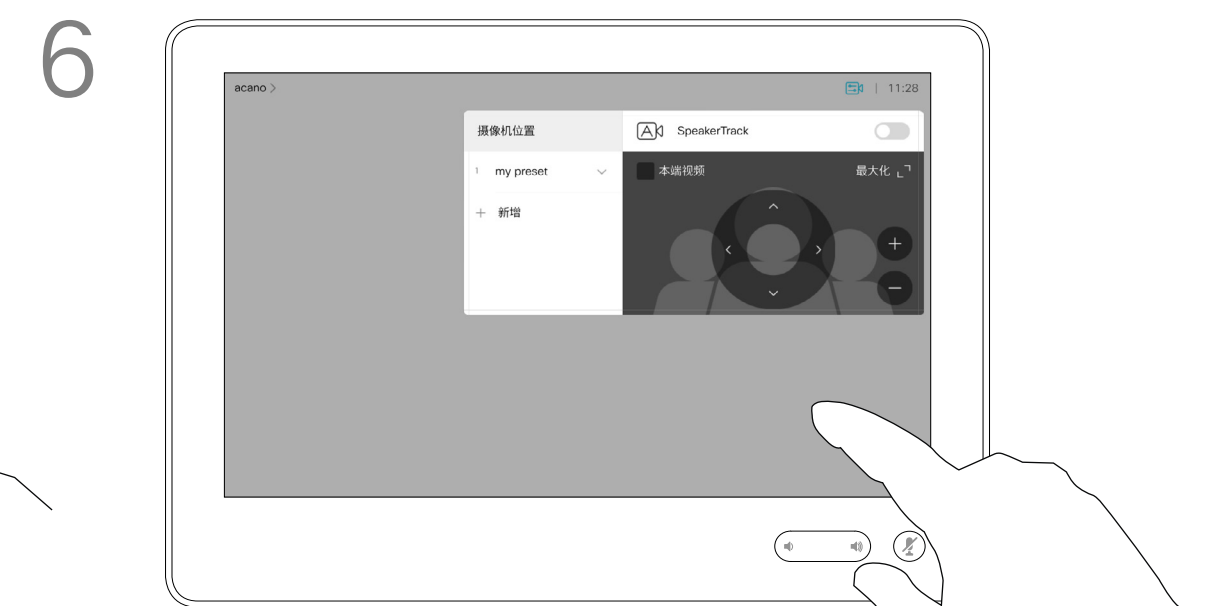 6
acano
11:28
摄像机位置
A SpeakerTrack
1 my preset
本端视频 最大化
+ 新增